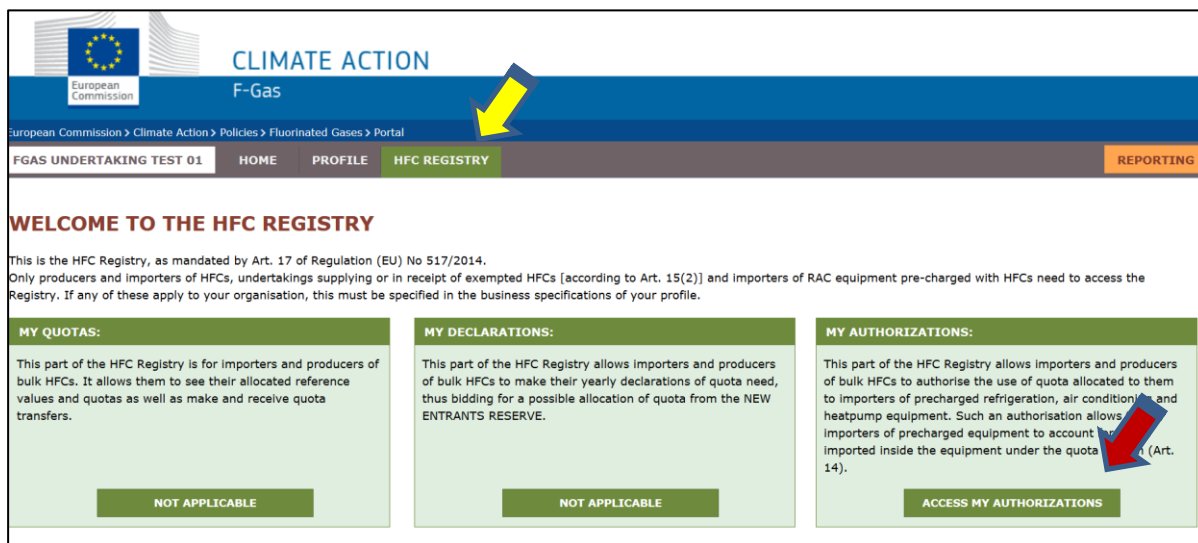 European
Commission
CLIMATE ACTION
F-Gas
European Commission > Climate Action > Policies > Fluorinated Gases > Portal
FGAS UNDERTAKING TEST 01 HOME PROFILE HFC REGISTRY REPORTING
WELCOME TO THE HFC REGISTRY
This is the HFC Registry, as mandated by Art. 17 of Regulation (EU) No 517/2014.
Only producers and importers of HFCs, undertakings supplying or in receipt of exempted HFCs [according to Art. 15(2)] and importers of RAC equipment pre-charged with HFCs need to access the
Registry. If any of these apply to your organisation, this must be specified in the business specifications of your profile.
MY QUOTAS:
This part of the HFC Registry is for importers and producers of
bulk HFCs. It allows them to see their allocated reference
values and quotas as well as make and receive quota
transfers.
NOT APPLICABLE
MY DECLARATIONS:
This part of the HFC Registry allows importers and producers
of bulk HFCs to make their yearly declarations of quota need,
thus bidding for a possible allocation of quota from the NEW
ENTRANTS RESERVE.
NOT APPLICABLE
MY AUTHORIZATIONS:
This part of the HFC Registry allows importers and producers
of bulk HFCs to authorise the use of quota allocated to them
to importers of precharged refrigeration, air conditioning and
heatpump equipment. Such an authorisation allows
importers of precharged equipment to account
imported inside the equipment under the quota (Art.
14).
ACCESS MY AUTHORIZATIONS